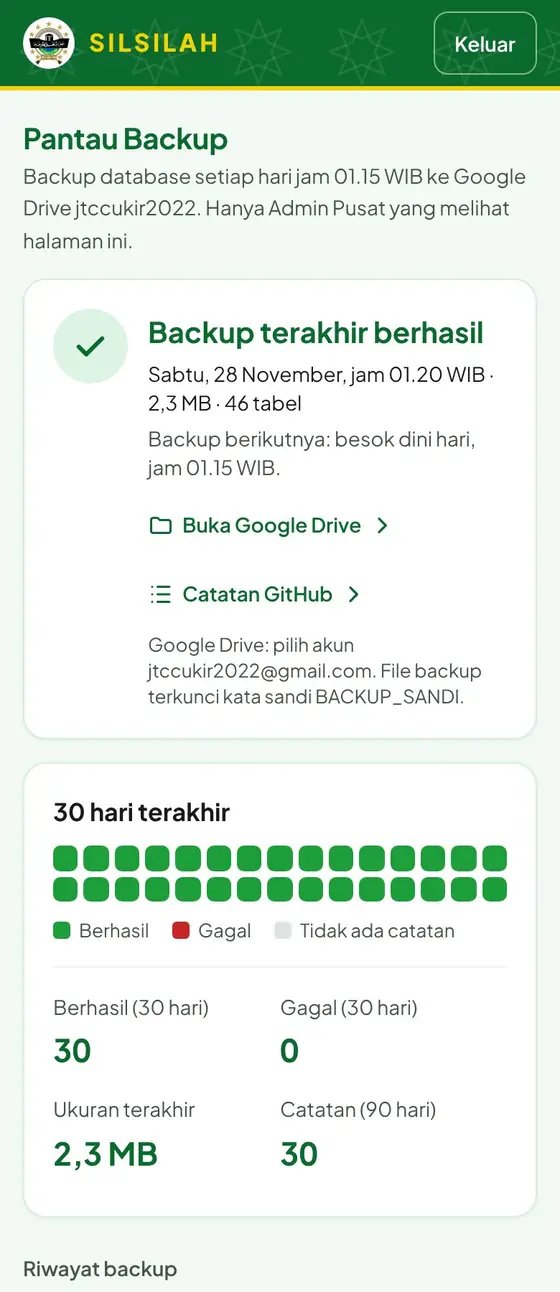 SILSILAH
Keluar
Pantau Backup
Backup database setiap hari jam 01.15 WIB ke Google
Drive jtccukir2022. Hanya Admin Pusat yang melihat
halaman ini.
Backup terakhir berhasil
Sabtu, 28 November, jam 01.20 WIB ·
2,3 MB · 46 tabel
Backup berikutnya: besok dini hari,
jam 01.15 WIB.
Buka Google Drive
Catatan GitHub
Google Drive: pilih akun
jtccukir2022@gmail.com. File backup
terkunci kata sandi BACKUP_SANDI.
30 hari terakhir
Berhasil Gagal Tidak ada catatan
Berhasil (30 hari) Gagal (30 hari)
30 0
Ukuran terakhir Catatan (90 hari)
2,3 MB 30
Riwayat backup